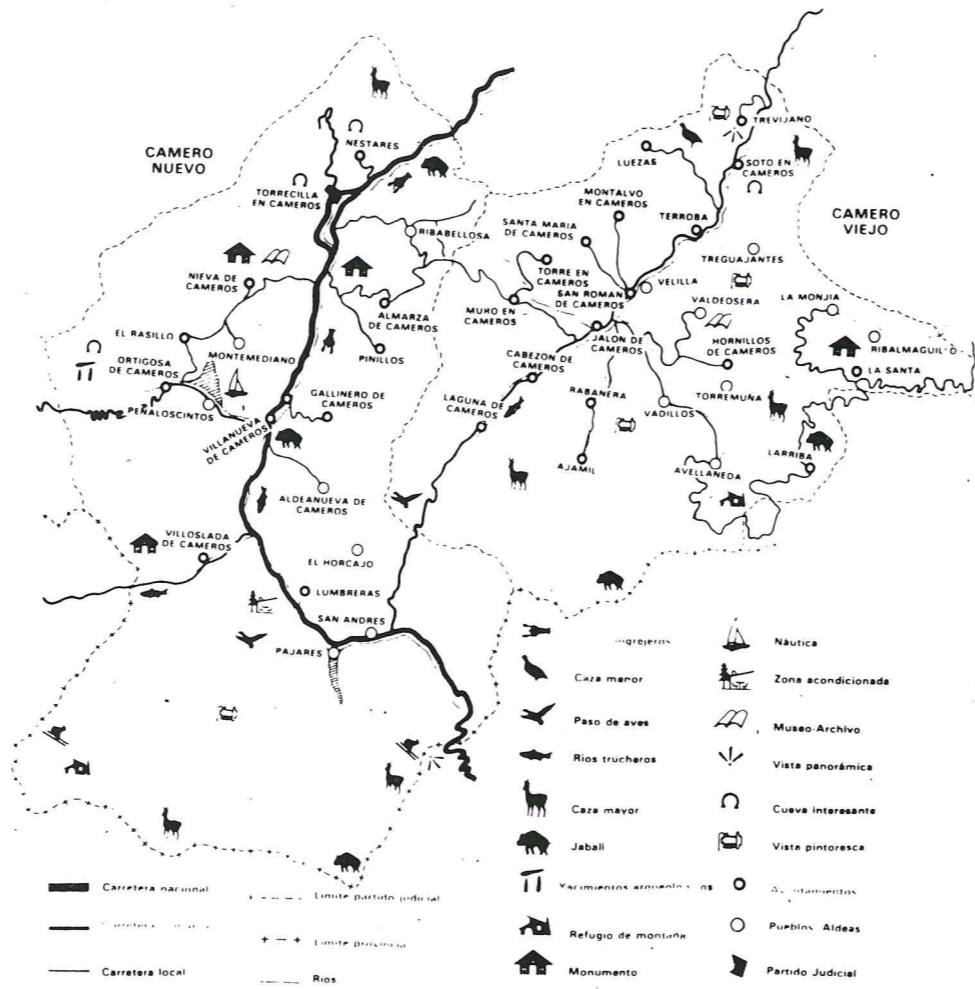 CAMERO
NUEVO
NESTARES
TORRECILLA
EN CAMEROS
RIBABELLOSA
NIEVA DE
CAMEROS
ALMARZA
DE CAMEROS
EL RASILLO
MONTEMEDIANO
PINILLOS
ORTIGOSA
DE CAMEROS
PEÑALOSCINTOS
GALLINERO DE
CAMEROS
VILLANUEVA
DE CAMEROS
ALDEANUEVA DE
CAMEROS
VILLOSLADA
DE CAMEROS
EL HORCAJO
LUMBRERAS
SAN ANDRES
PAJARES
TREVIJANO
LUEZAS
SOTO EN
CAMEROS
MONTALVO
EN CAMEROS
CAMERO
VIEJO
SANTA MARIA
DE CAMEROS
TERROBA
TREGUAJANTES
TORRE EN
CAMEROS
SAN ROMAN
DE CAMEROS
VELILLA
VALDEOSERA
LA MONJIA
MURO EN
CAMEROS
JALON DE
CAMEROS
HORNILLOS
DE CAMEROS
RIBALMAGUIL
LA SANTA
CABEZON DE
CAMEROS
RABANERA
TORREMUÑA
LAGUNA DE
CAMEROS
VADILLOS
AJAMIL
AVELLANEDA
LARRIBA
Caza menor
Paso de aves
Rios trucheros
Caza mayor
Jabalí
Yacimientos
Refugio de montaña
Monumento
Náutica
Zona acondicionada
Museo-Archivo
Vista panorámica
Cueva interesante
Vista pintoresca
Pueblos Aldeas
Partido Judicial
Carretera nacional
Carretera local
Limite partido judicial
Limite provincia
Rios